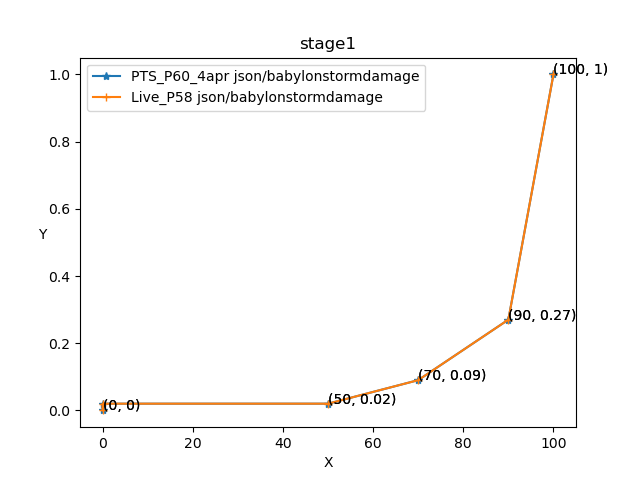 stage1
PTS_P60_4apr json/babylonstormdamage
Live_P58 json/babylonstormdamage
1.0
0.8
0.6
0.4
0.2
0.0
Y
(100, 1)
(90, 0.27)
(70, 0.09)
(50, 0.02)
(0, 0)
0 20 40 60 80 100
X